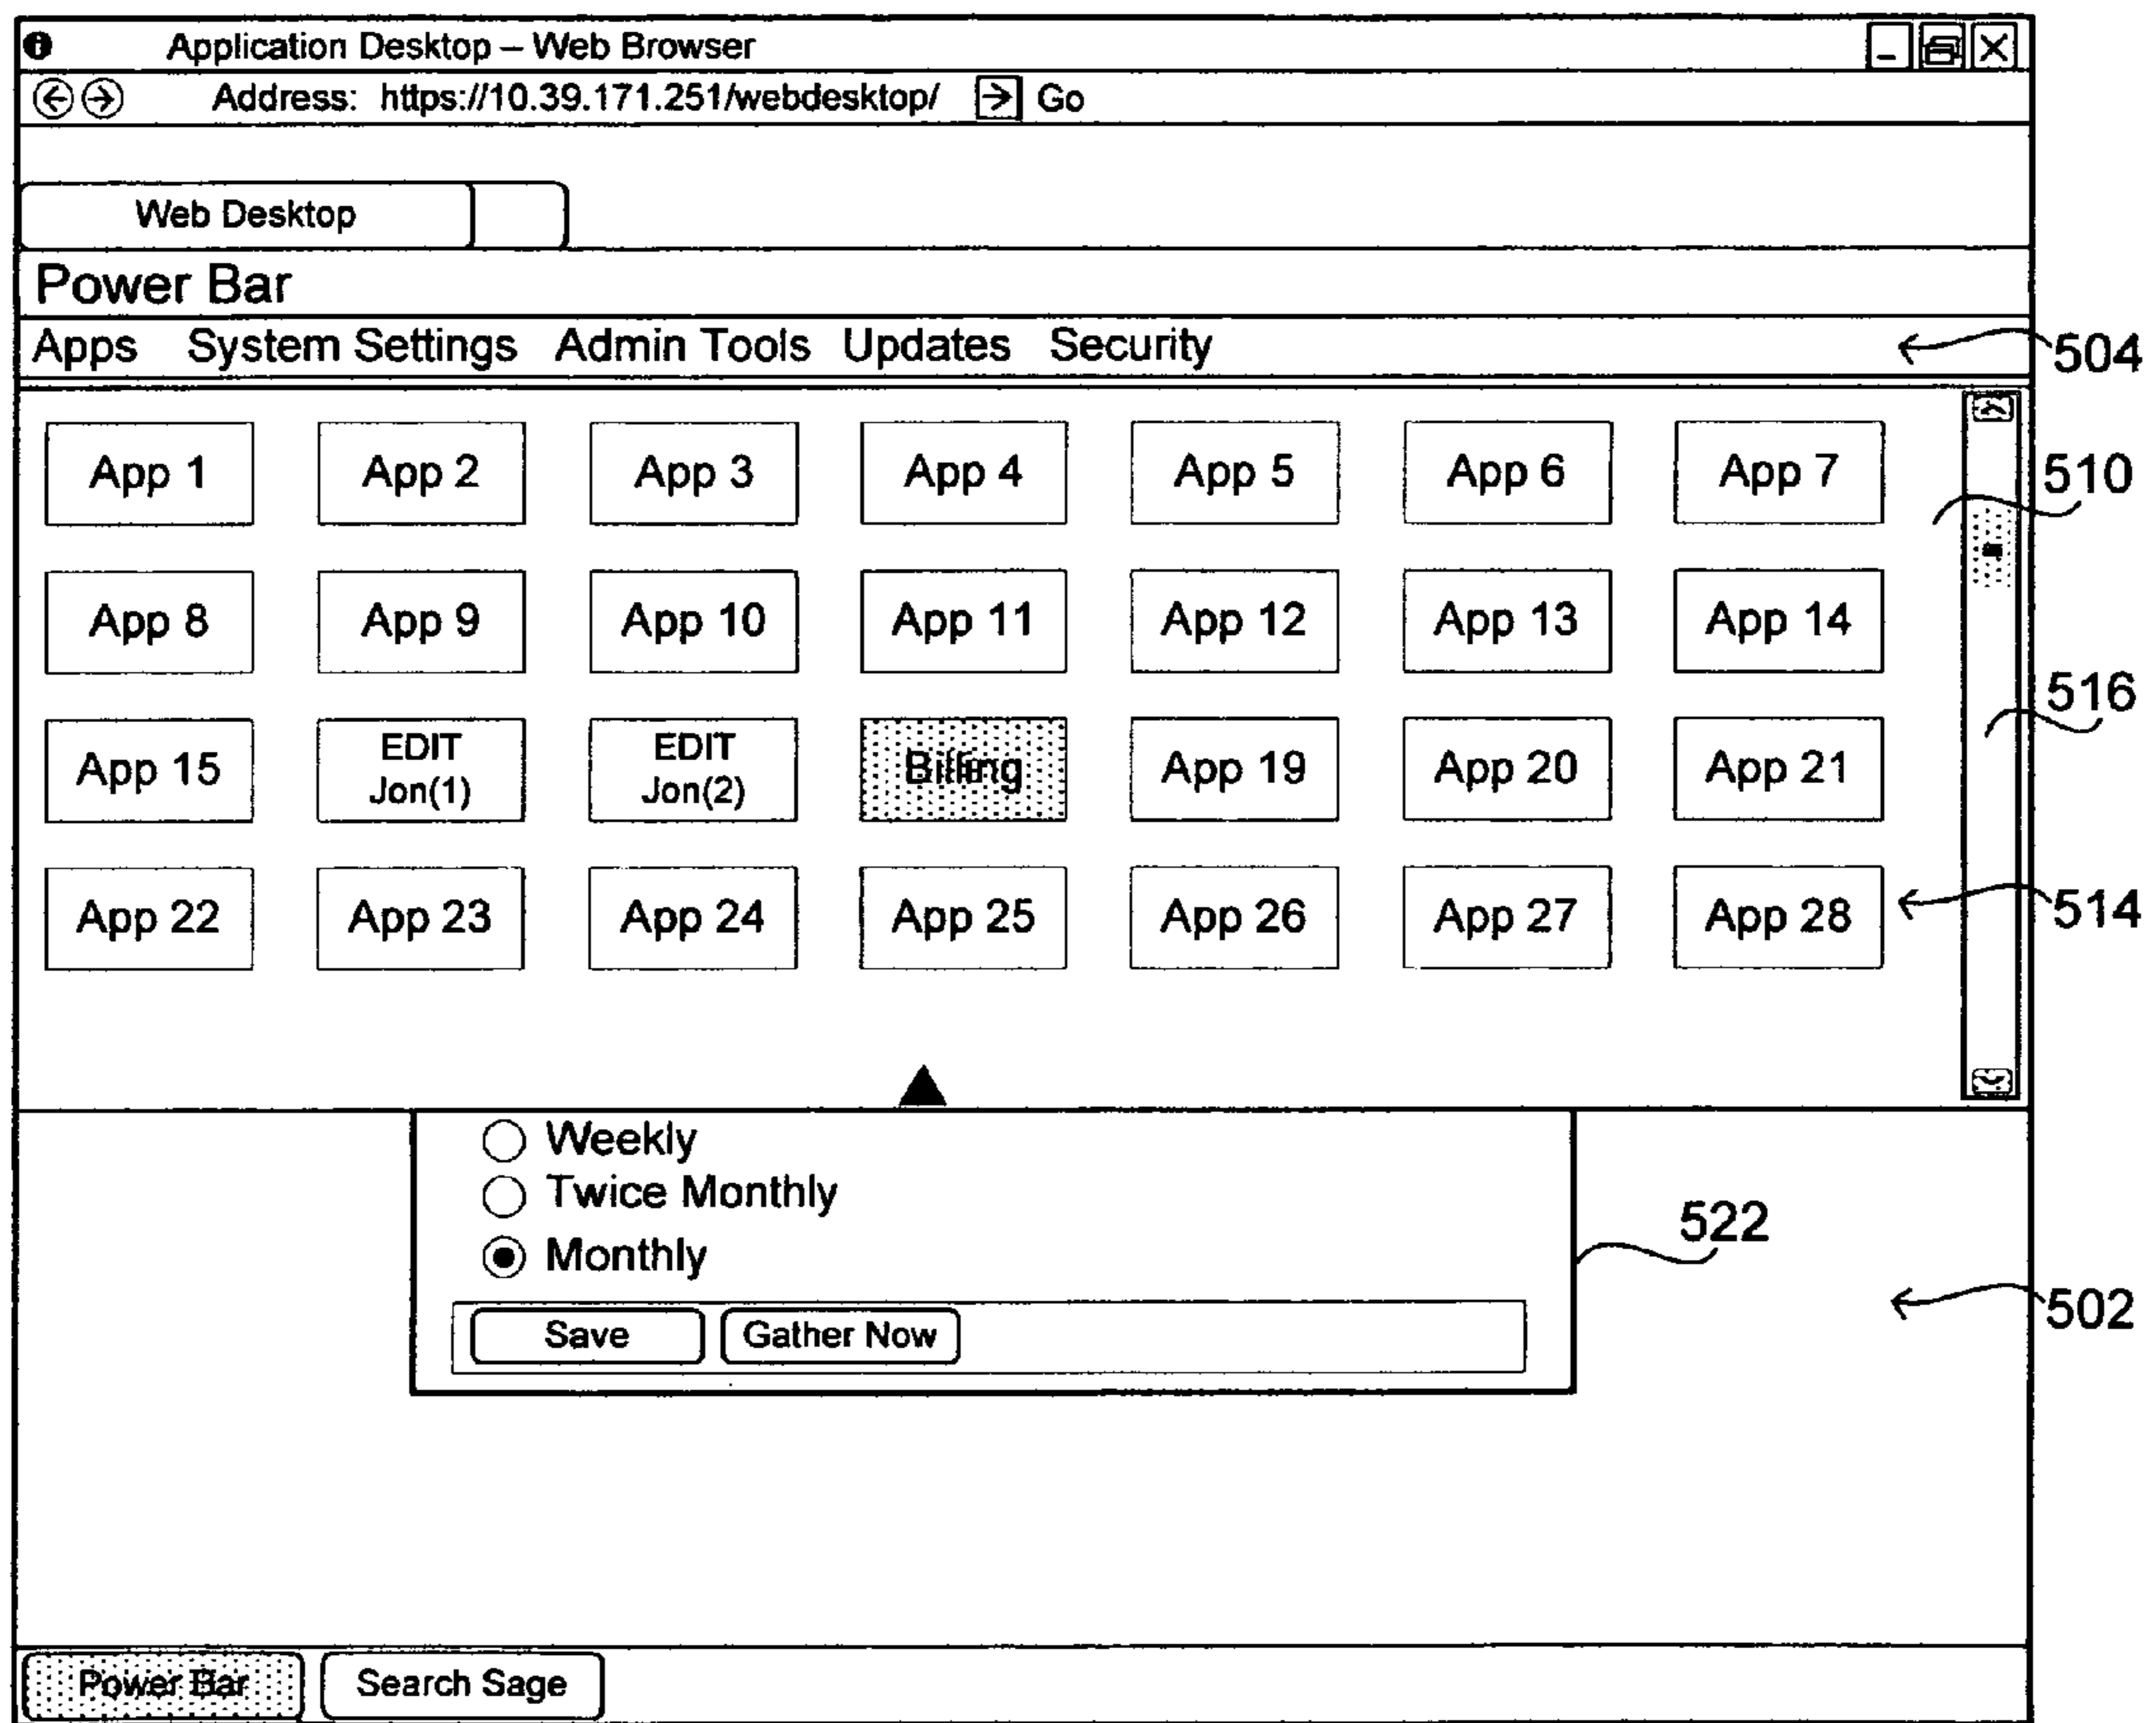 Application Desktop – Web Browser
Address: https://10.39.171.251/webdesktop/ Go
Web Desktop
Power Bar
Apps System Settings Admin Tools Updates Security
504
App 1 App 2 App 3 App 4 App 5 App 6 App 7
510
App 8 App 9 App 10 App 11 App 12 App 13 App 14
516
App 15 EDIT Jon(1) EDIT Jon(2) Billing App 19 App 20 App 21
App 22 App 23 App 24 App 25 App 26 App 27 App 28
514
Weekly
Twice Monthly
Monthly
522
502
Save Gather Now
Power Bar Search Sage